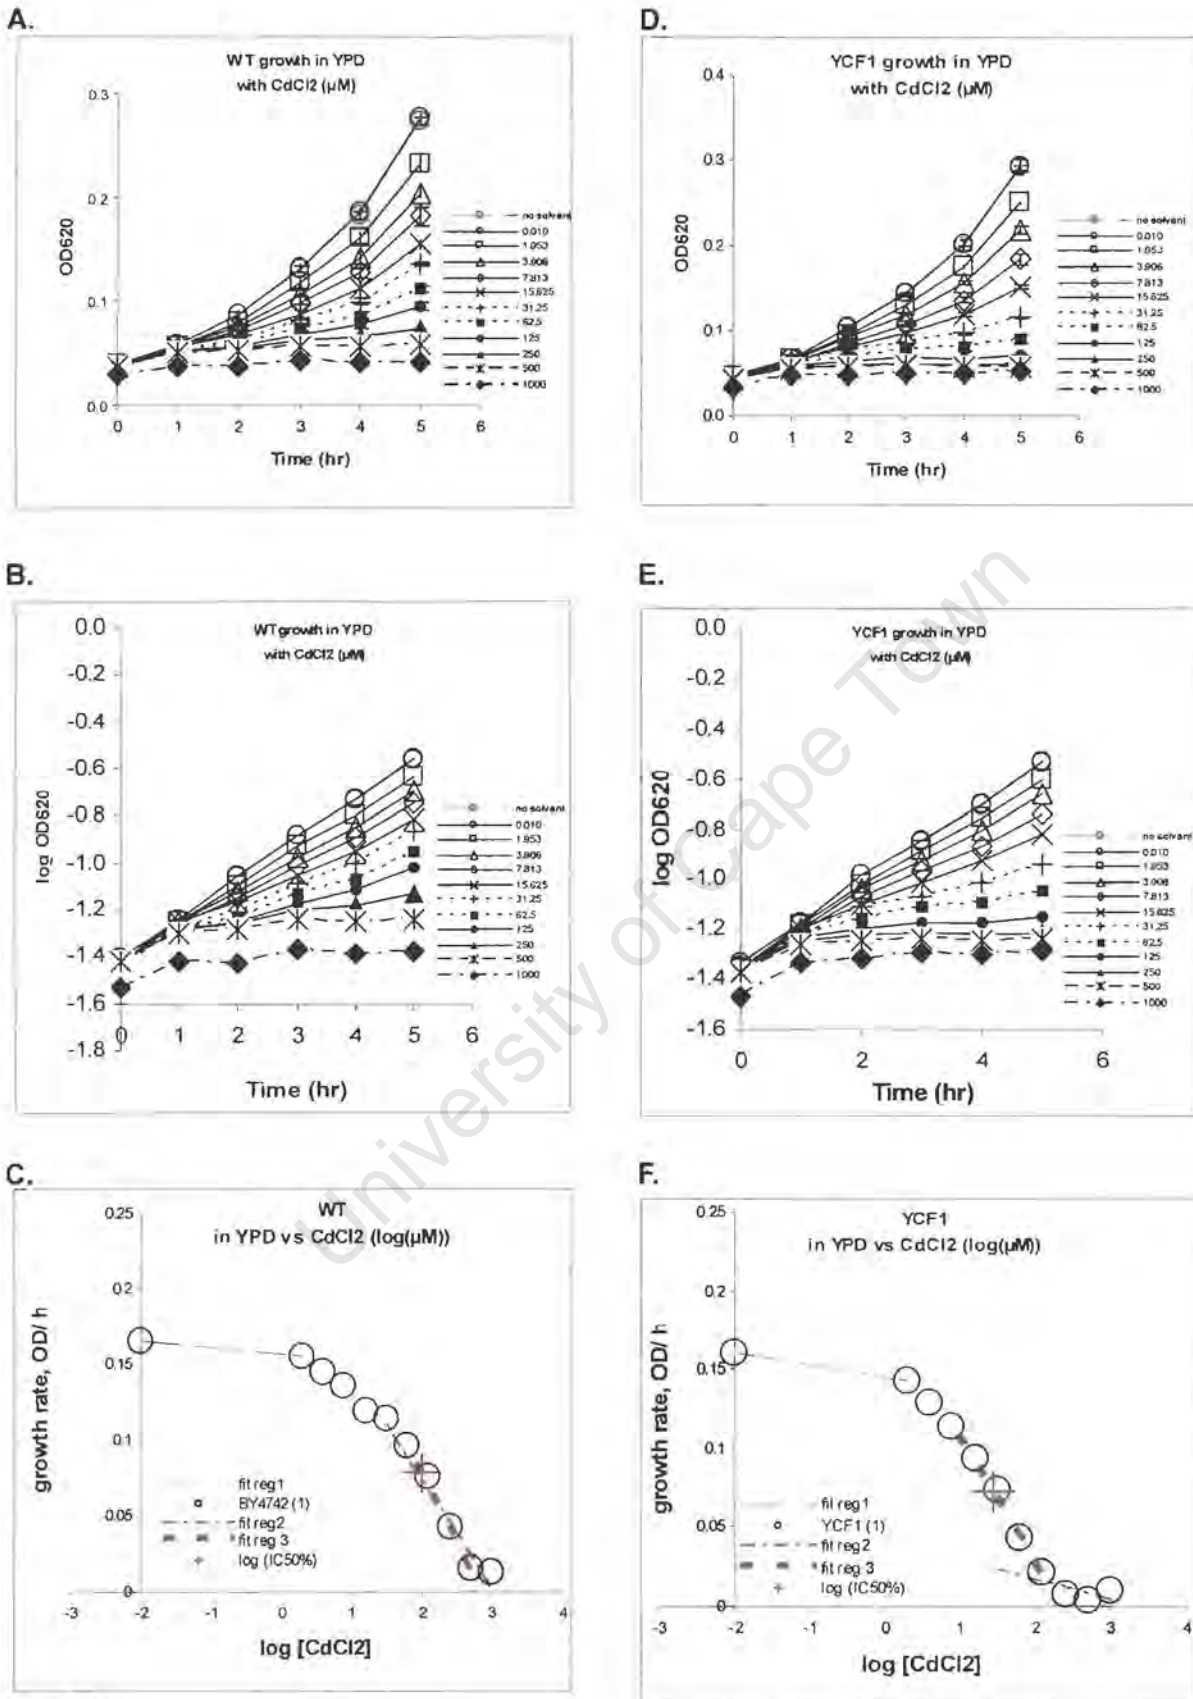 A.
WT growth in YPD
with CdCl2 (µM)
0.3
0.2
0.1
0.0
OD620
0 1 2 3 4 5 6
Time (hr)
no solvent
0.010
1.953
3.906
7.813
15.625
31.25
62.5
125
250
500
1000
D.
YCF1 growth in YPD
with CdCl2 (µM)
0.4
0.3
0.2
0.1
0.0
OD620
0 1 2 3 4 5 6
Time (hr)
no solvent
0.010
1.953
3.906
7.813
15.625
31.25
62.5
125
250
500
1000
B.
WT growth in YPD
with CdCl2 (µM)
0.0
-0.2
-0.4
-0.6
-0.8
-1.0
-1.2
-1.4
-1.6
-1.8
log OD620
0 1 2 3 4 5 6
Time (hr)
no solvent
0.010
1.953
3.906
7.813
15.625
31.25
62.5
125
250
500
1000
E.
YCF1 growth in YPD
with CdCl2 (µM)
0.0
-0.2
-0.4
-0.6
-0.8
-1.0
-1.2
-1.4
-1.6
log OD620
0 2 4 6
Time (hr)
no solvent
0.010
1.953
3.906
7.813
15.625
31.25
62.5
125
250
500
1000
C.
WT
in YPD vs CdCl2 (log(µM))
0.25
0.2
0.15
0.1
0.05
0
growth rate, OD/ h
fit reg1
BY4742 (1)
fit reg2
fit reg 3
log (IC50%)
-3 -2 -1 0 1 2 3 4
log [CdCl2]
F.
YCF1
in YPD vs CdCl2 (log(µM))
0.25
0.2
0.15
0.1
0.05
0
growth rate, OD/ h
fit reg1
YCF1 (1)
fit reg2
fit reg 3
log (IC50%)
-3 -2 -1 0 1 2 3 4
log [CdCl2]
University of Cape Town